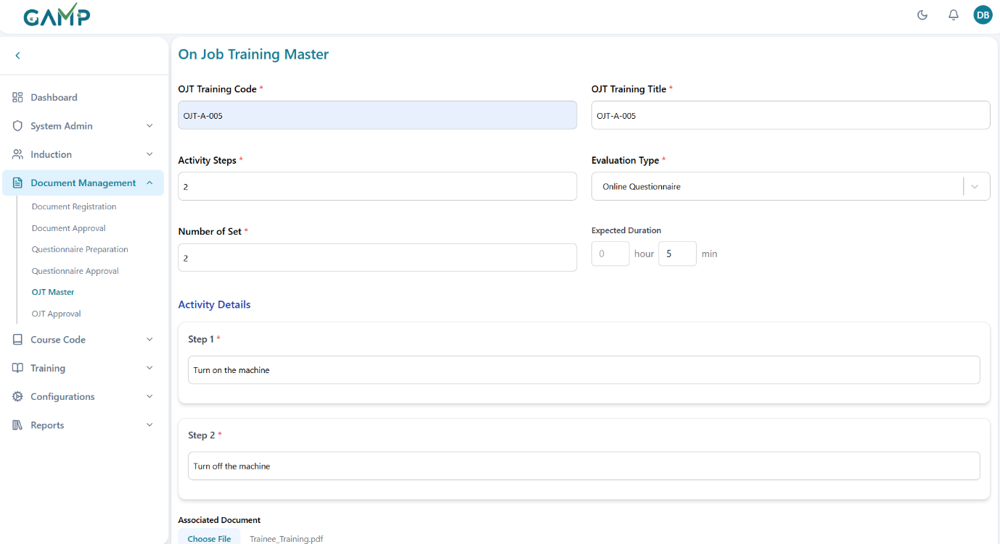 GAMP
DB
On Job Training Master
OJT Training Code *
OJT Training Title *
OJT-A-005
OJT-A-005
Dashboard
System Admin
Induction
Document Management
Document Registration
Document Approval
Questionnaire Preparation
Questionnaire Approval
OJT Master
OJT Approval
Course Code
Training
Configurations
Reports
Activity Steps *
Evaluation Type *
2
Online Questionnaire
Number of Set *
Expected Duration
2
0 hour 5 min
Activity Details
Step 1 *
Turn on the machine
Step 2 *
Turn off the machine
Associated Document
Choose File Trainee_Training.pdf